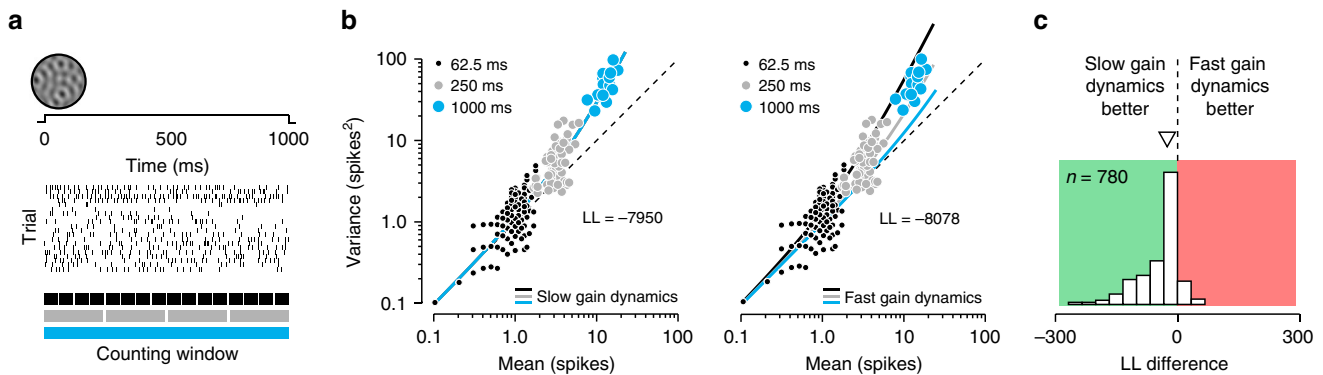 a
0
500
1000
Time (ms)
Trial
Counting window
b
100
10
1.0
0.1
Variance (spikes²)
62.5 ms
250 ms
1000 ms
LL = –7950
Slow gain dynamics
0.1
1.0
10
100
Mean (spikes)
62.5 ms
250 ms
1000 ms
LL = –8078
Fast gain dynamics
0.1
1.0
10
100
Mean (spikes)
c
Slow gain
dynamics
better
Fast gain
dynamics
better
n = 780
–300
0
300
LL difference